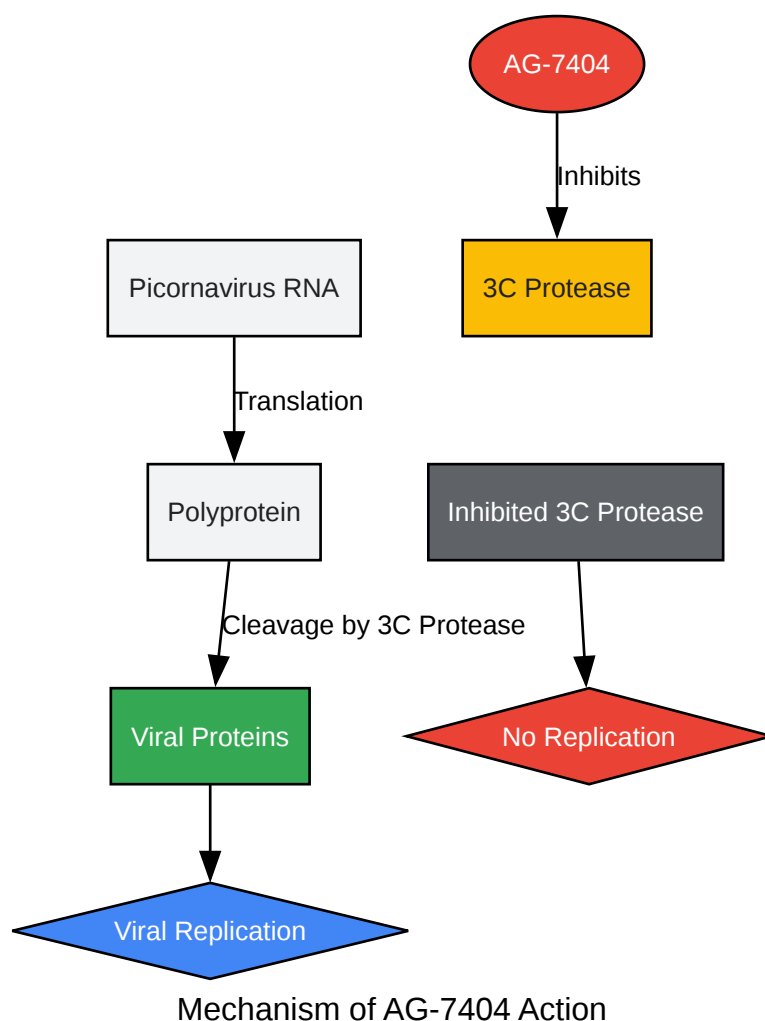 AG-7404
Inhibits
Picornavirus RNA
3C Protease
Translation
Polyprotein
Inhibited 3C Protease
Cleavage by 3C Protease
Viral Proteins
No Replication
Viral Replication
Mechanism of AG-7404 Action